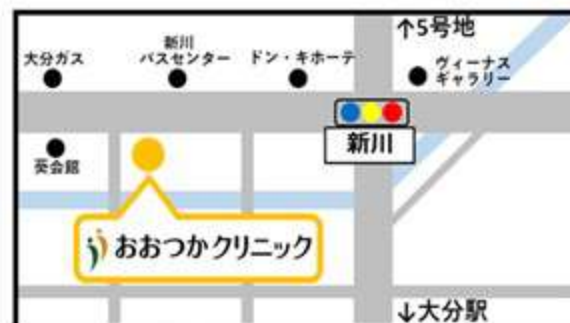 ↑5号地
大分ガス
新川
バスセンター
ドン・キホーテ
ヴィーナス
ギャラリー
新川
葵会館
おおつかクリニック
↓大分駅